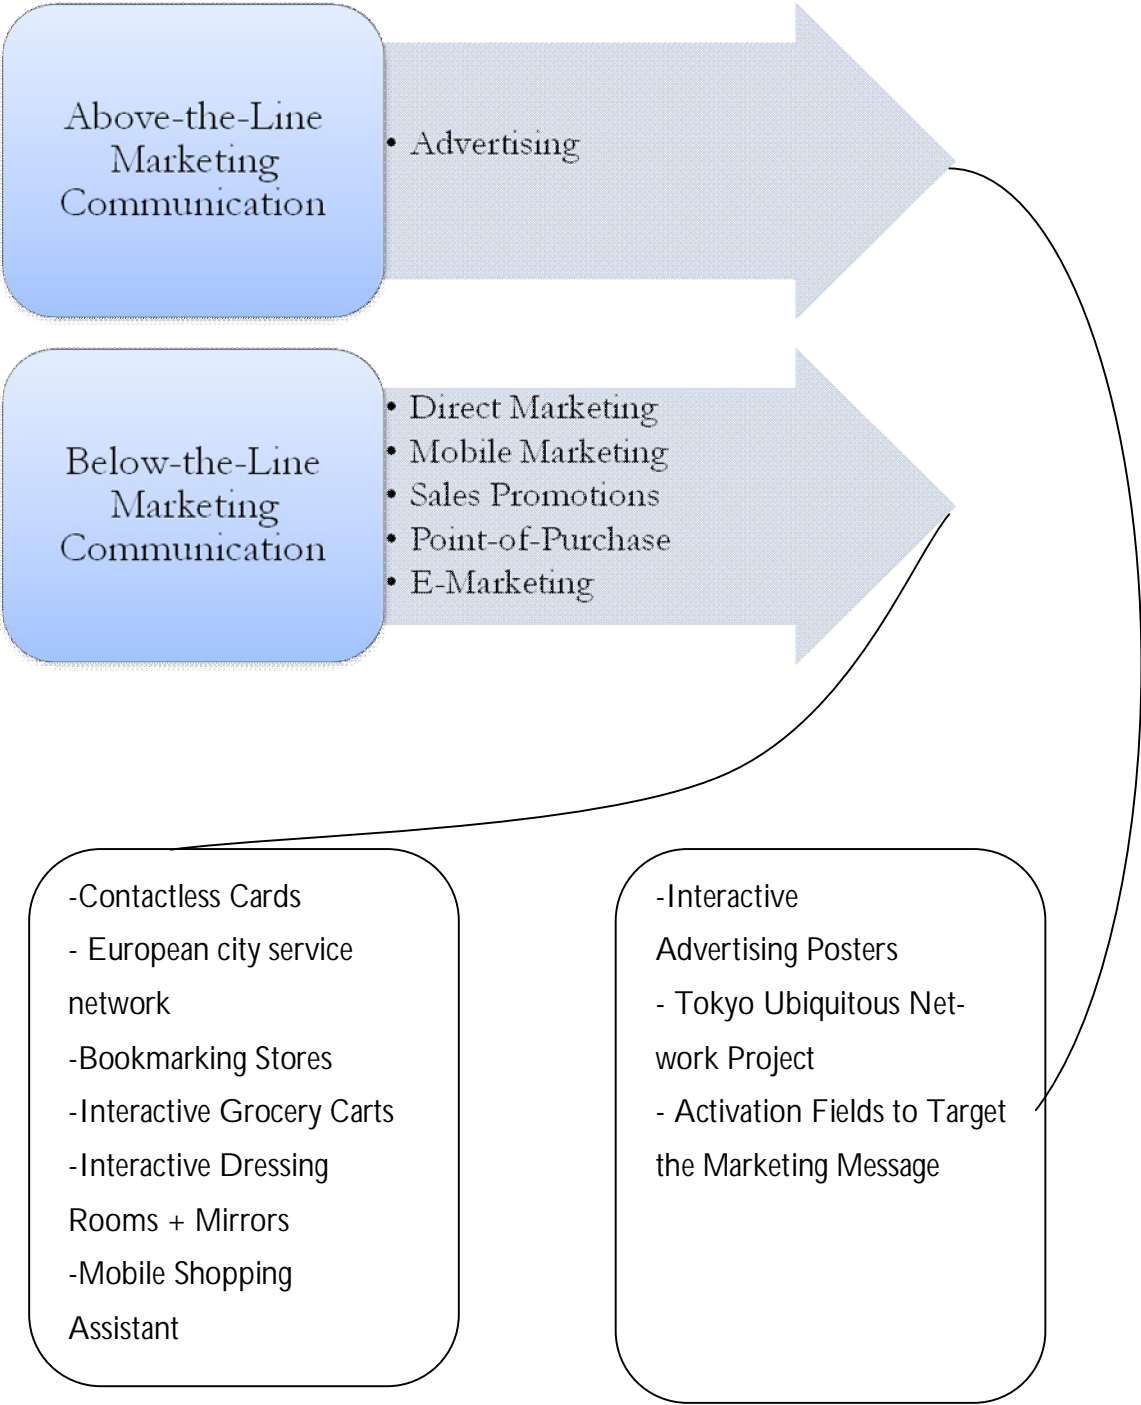 Above-the-Line
Marketing
Communication
• Advertising
Below-the-Line
Marketing
Communication
• Direct Marketing
• Mobile Marketing
• Sales Promotions
• Point-of-Purchase
• E-Marketing
-Contactless Cards
- European city service
network
-Bookmarking Stores
-Interactive Grocery Carts
-Interactive Dressing
Rooms + Mirrors
-Mobile Shopping
Assistant
-Interactive
Advertising Posters
- Tokyo Ubiquitous Net-
work Project
- Activation Fields to Target
the Marketing Message